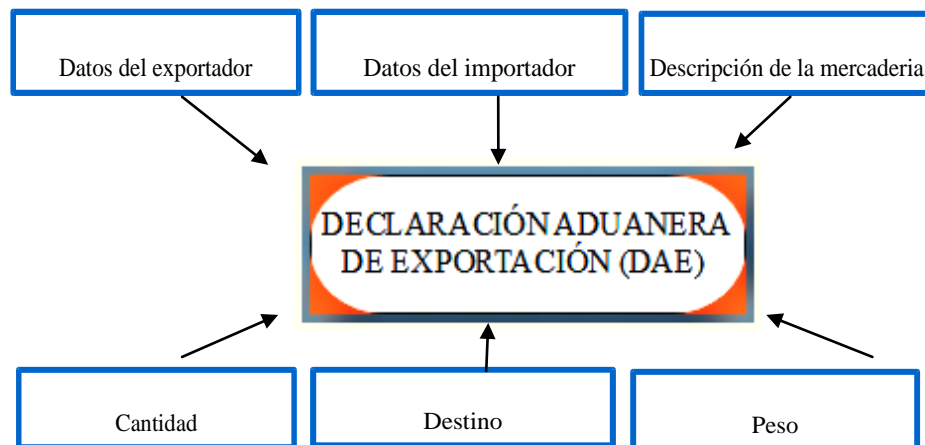 Datos del exportador
Datos del importador
Descripción de la mercaderia
DECLARACIÓN ADUANERA
DE EXPORTACIÓN (DAE)
Cantidad
Destino
Peso